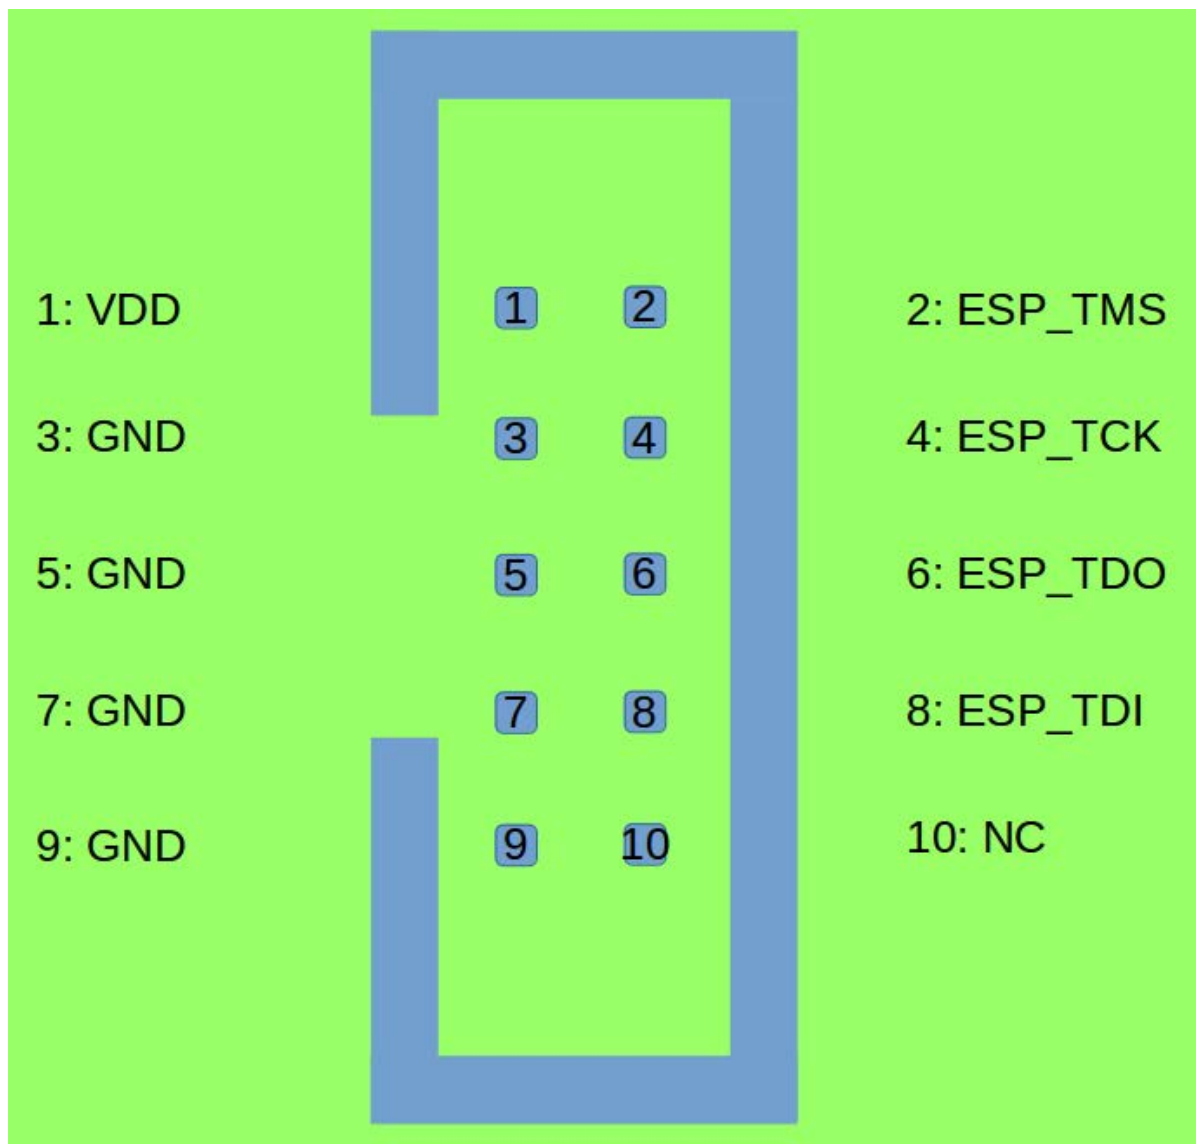 1: VDD 1 2 2: ESP_TMS
3: GND 3 4 4: ESP_TCK
5: GND 5 6 6: ESP_TDO
7: GND 7 8 8: ESP_TDI
9: GND 9 10 10: NC